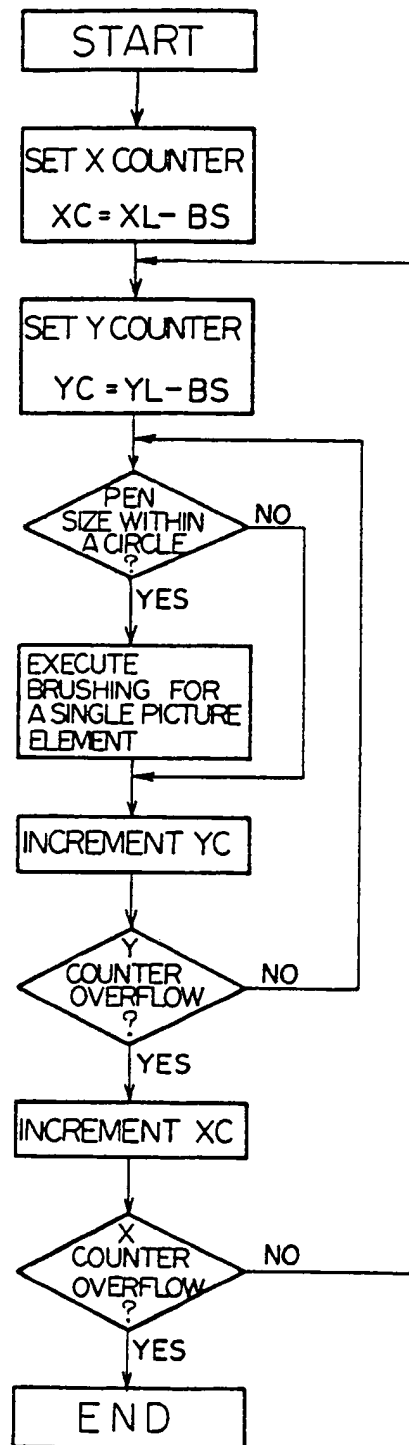 START
SET X COUNTER
XC = XL - BS
SET Y COUNTER
YC = YL - BS
PEN
SIZE WITHIN
A CIRCLE
?
NO
YES
EXECUTE
BRUSHING FOR
A SINGLE PICTURE
ELEMENT
INCREMENT YC
Y
COUNTER
OVERFLOW
?
NO
YES
INCREMENT XC
X
COUNTER
OVERFLOW
?
NO
YES
END